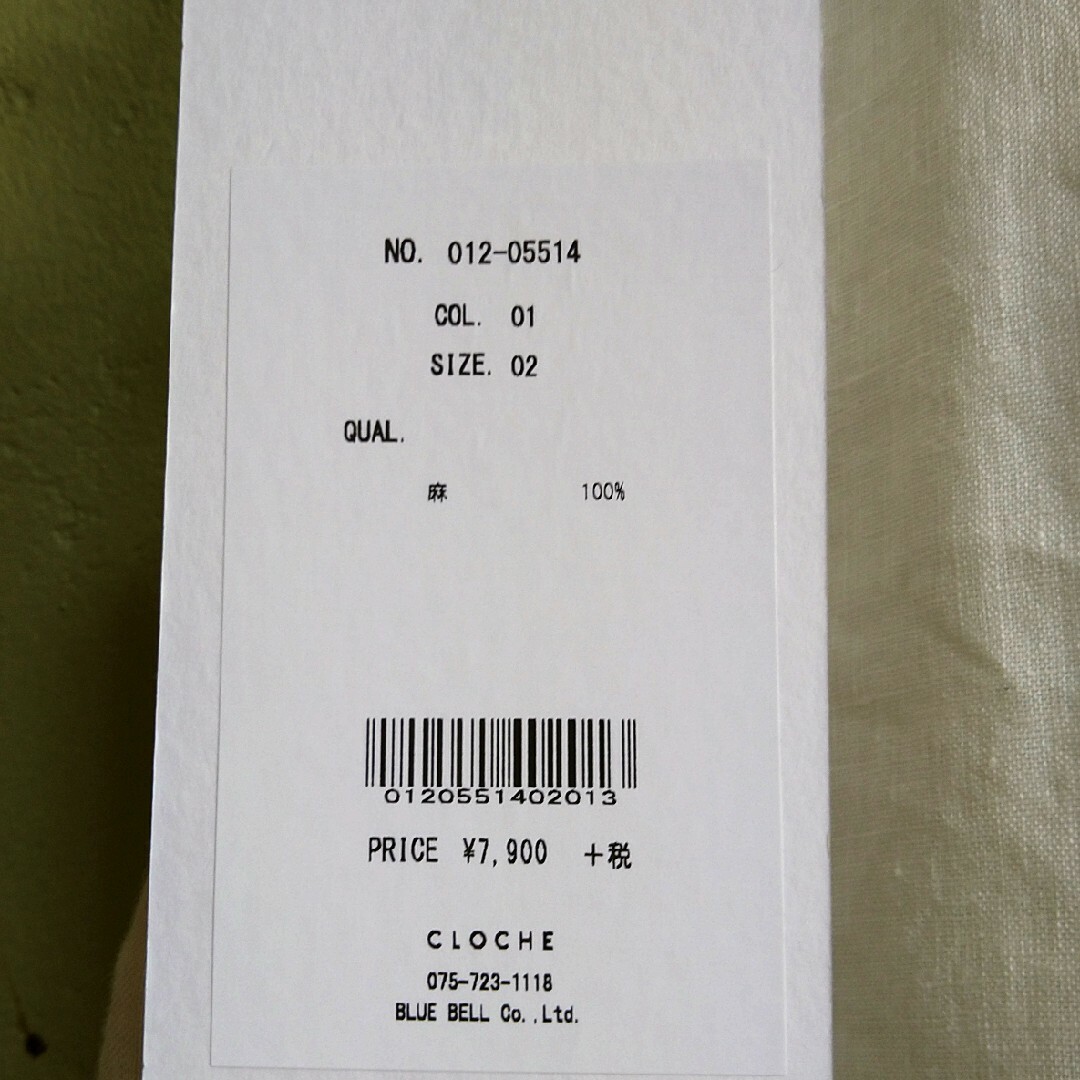 NO. 012-05514
COL. 01
SIZE. 02
QUAL.
麻 100%
0120551402013
PRICE ¥7,900 +税
CLOCHE
075-723-1118
BLUE BELL Co.,Ltd.